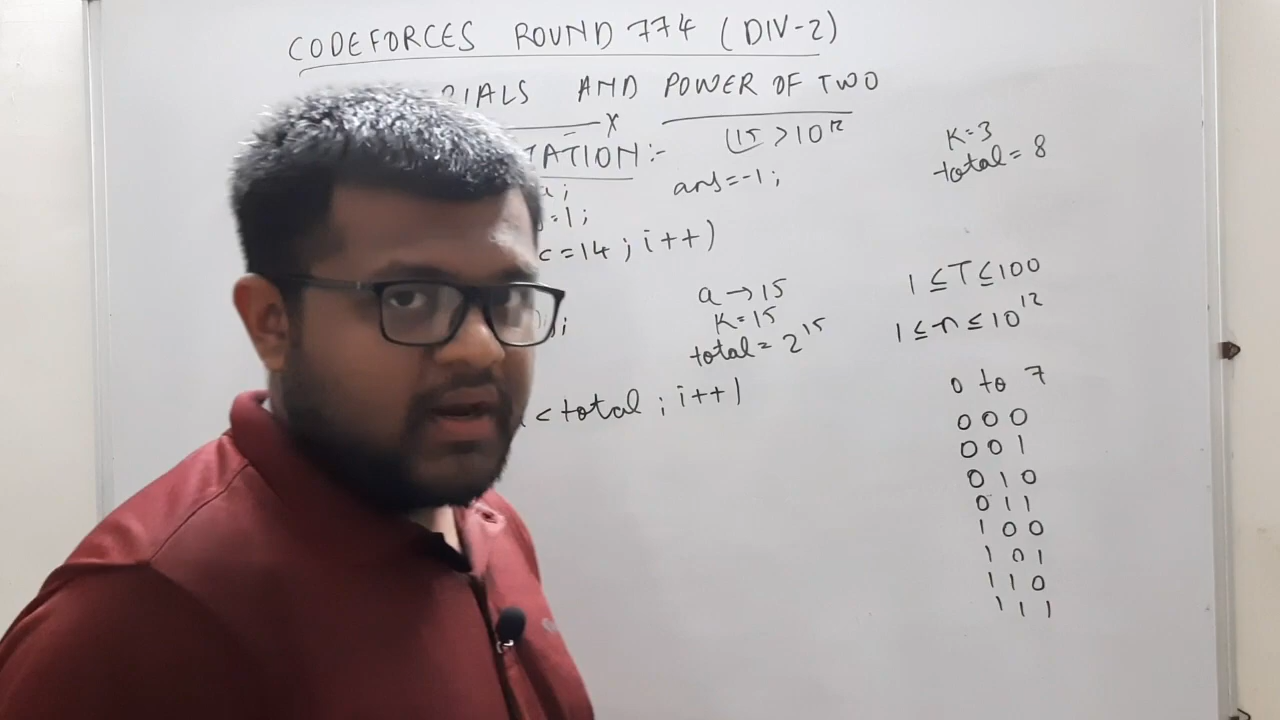 CODEFORCES ROUND 774 (DIV-2)
AND POWER OF TWO
x
TATION:- 15 > 10^12
ans=-1;
=1;
<=14; i++)
a → 15
K=15
total = 2^15
< total; i++)
K=3
total = 8
1 ≤ T ≤ 100
1 ≤ n ≤ 10^12
0 to 7
0 0 0
0 0 1
0 1 0
0 1 1
1 0 0
1 0 1
1 1 0
1 1 1